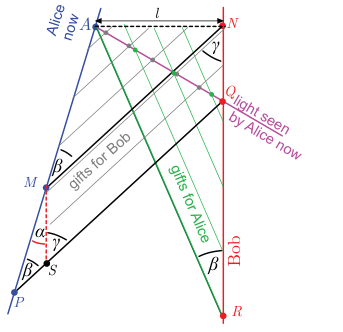 Alice
now
A
l
N
γ
Q
light seen
by Alice now
β
gifts for Bob
M
gifts for Alice
α
γ
Bob
β
β
S
P
R